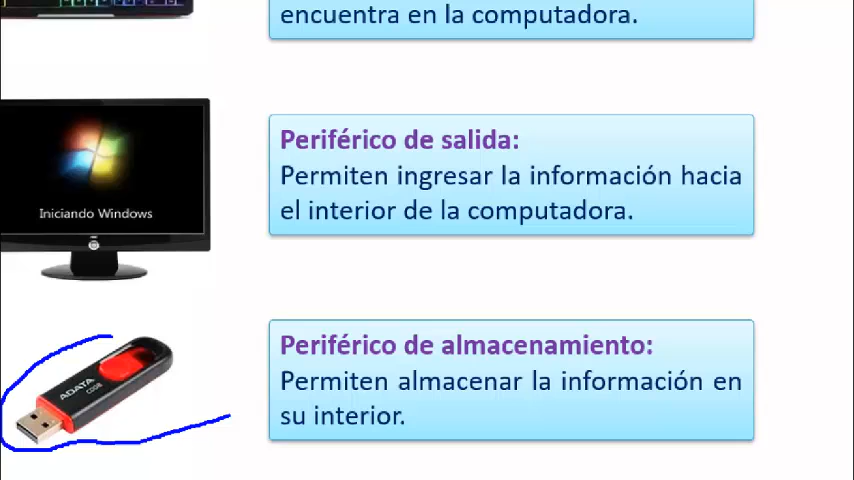 encuentra en la computadora.
Iniciando Windows
Periférico de salida:
Permiten ingresar la información hacia
el interior de la computadora.
ADATA
C008
Periférico de almacenamiento:
Permiten almacenar la información en
su interior.